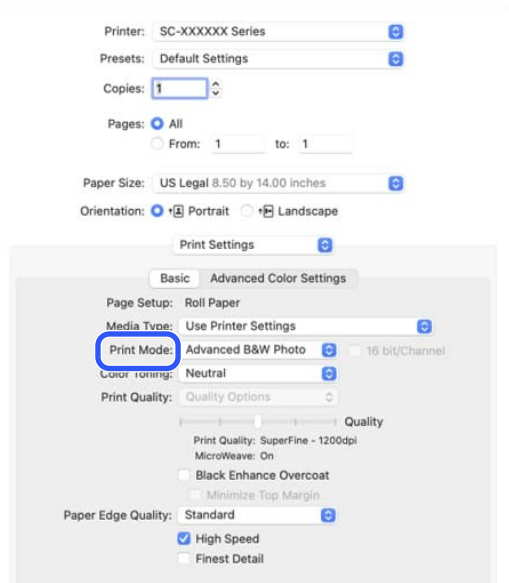 Printer: SC-XXXXXX Series
Presets: Default Settings
Copies: 1
Pages: All
From: 1 to: 1
Paper Size: US Legal 8.50 by 14.00 inches
Orientation: Portrait Landscape
Print Settings
Basic Advanced Color Settings
Page Setup: Roll Paper
Media Type: Use Printer Settings
Print Mode: Advanced B&W Photo 16 bit/Channel
Color Toning: Neutral
Print Quality: Quality Options
Quality
Print Quality: SuperFine - 1200dpi
MicroWeave: On
Black Enhance Overcoat
Minimize Top Margin
Paper Edge Quality: Standard
High Speed
Finest Detail